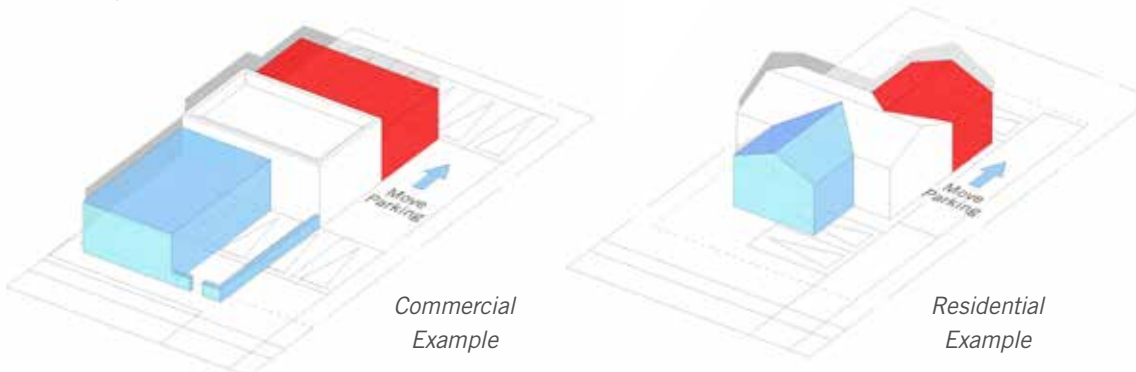 Move
Parking
Commercial
Example
Move
Parking
Residential
Example